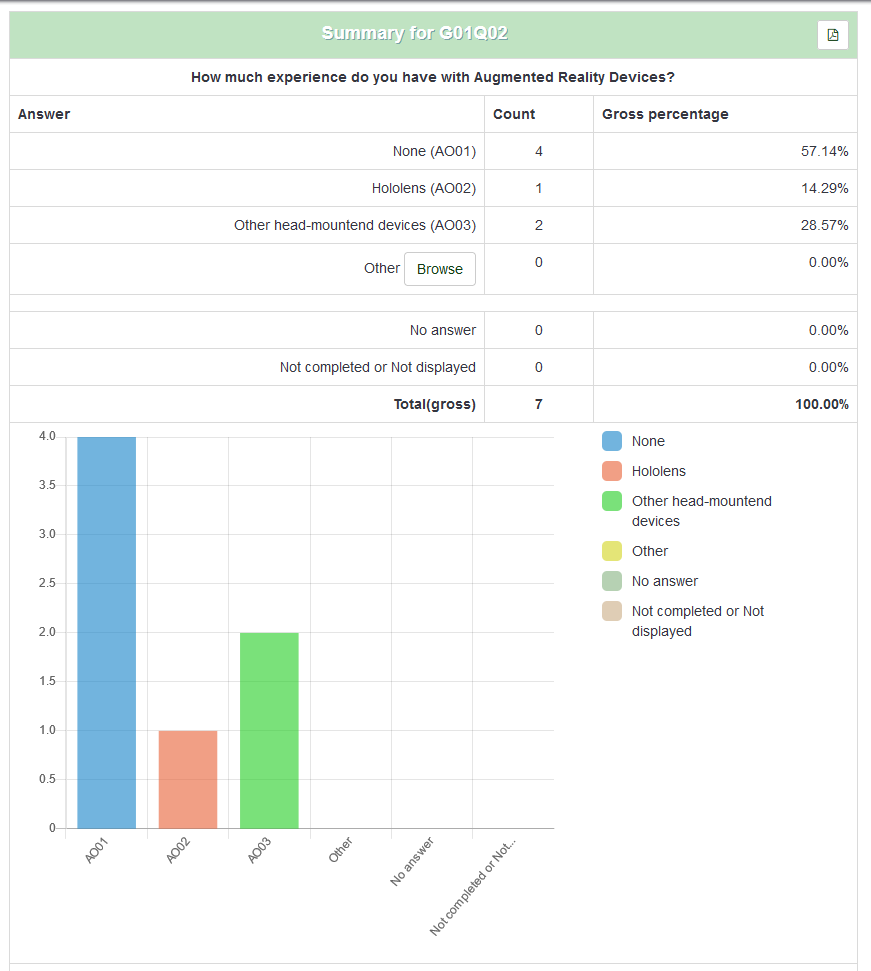 Summary for G01Q02
How much experience do you have with Augmented Reality Devices?
Answer Count Gross percentage
None (AO01) 4 57.14%
Hololens (AO02) 1 14.29%
Other head-mountend devices (AO03) 2 28.57%
Other Browse 0 0.00%
No answer 0 0.00%
Not completed or Not displayed 0 0.00%
Total(gross) 7 100.00%
4.0
3.5
3.0
2.5
2.0
1.5
1.0
0.5
0
AO01
AO02
AO03
Other
No answer
Not completed or Not...
None
Hololens
Other head-mountend
devices
Other
No answer
Not completed or Not
displayed